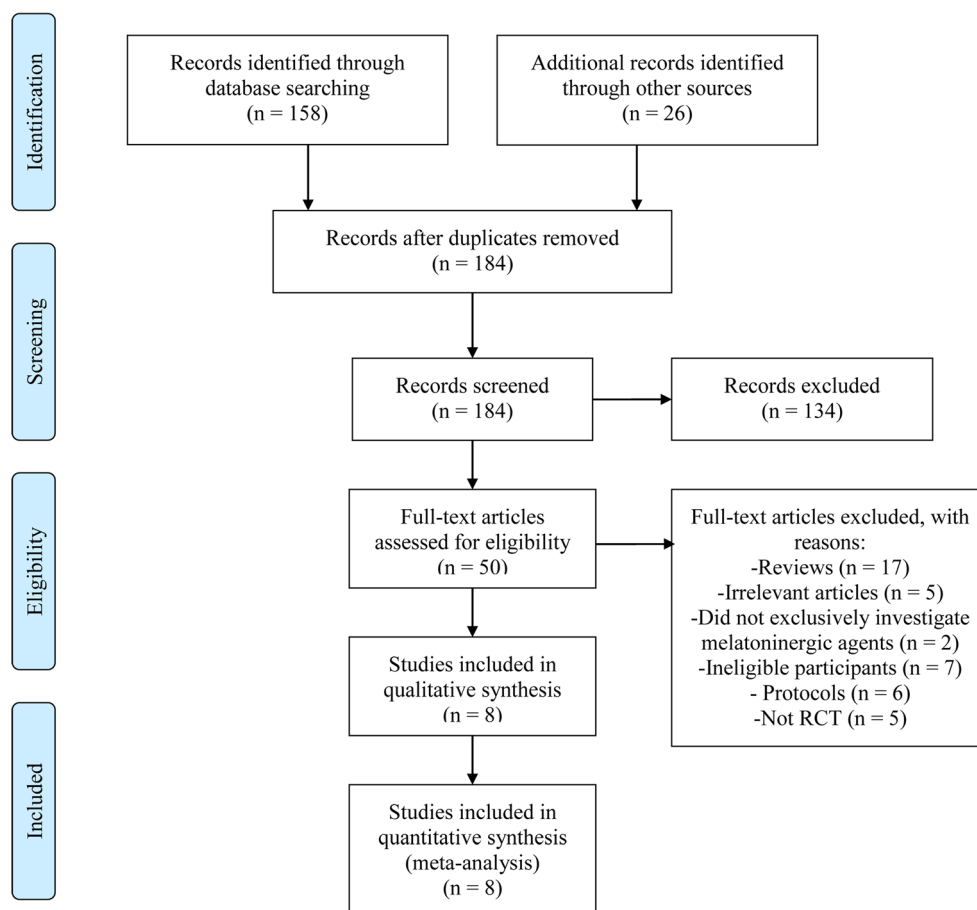 Identification
Records identified through
database searching
(n = 158)
Additional records identified
through other sources
(n = 26)
Records after duplicates removed
(n = 184)
Screening
Records screened
(n = 184)
Records excluded
(n = 134)
Eligibility
Full-text articles
assessed for eligibility
(n = 50)
Full-text articles excluded, with
reasons:
-Reviews (n = 17)
-Irrelevant articles (n = 5)
-Did not exclusively investigate
melatoninergic agents (n = 2)
-Ineligible participants (n = 7)
- Protocols (n = 6)
-Not RCT (n = 5)
Studies included in
qualitative synthesis
(n = 8)
Included
Studies included in
quantitative synthesis
(meta-analysis)
(n = 8)